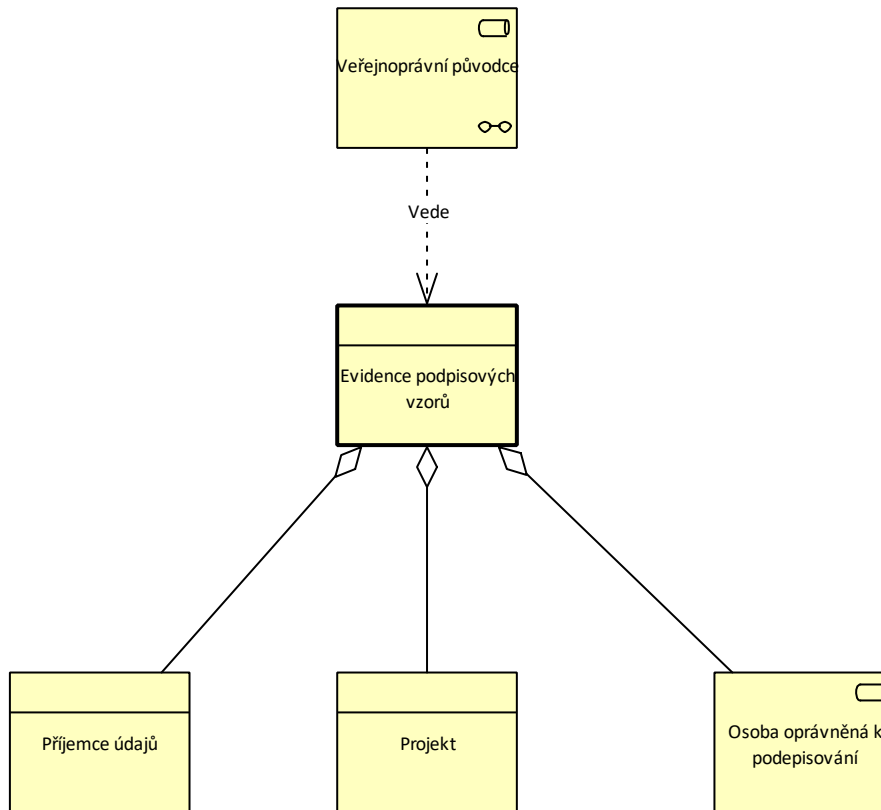 Veřejnoprávní původce
Vede
Evidence podpisových
vzorů
Příjemce údajů
Projekt
Osoba oprávněná k
podepisování